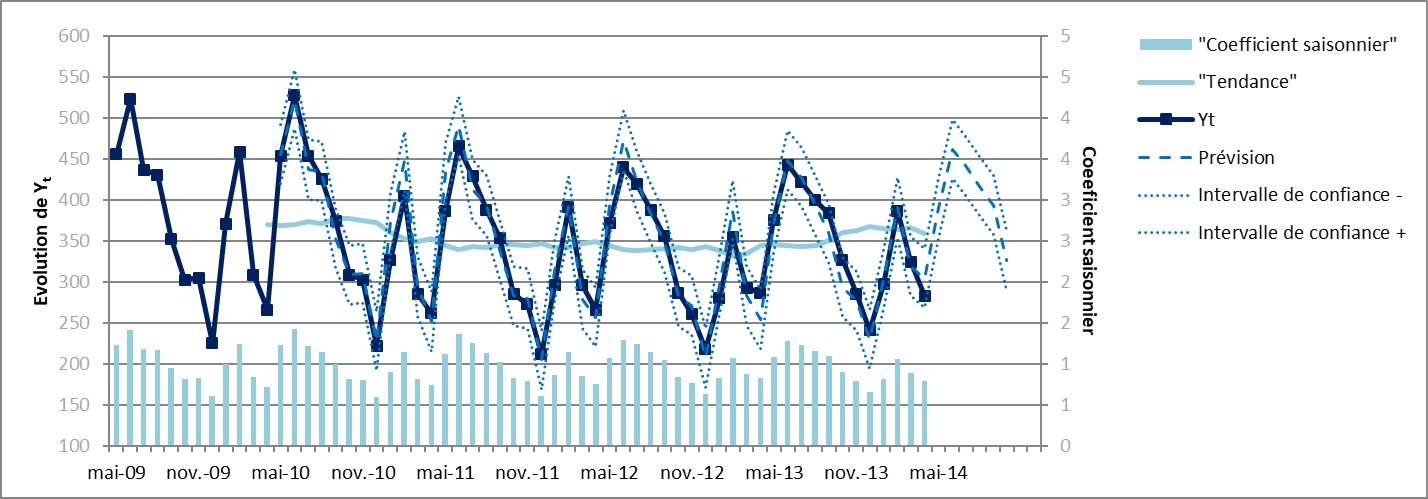 600
550
500
450
400
350
300
250
200
150
100
Evolution de Yt
5
5
4
4
3
3
2
2
1
1
0
Coeeficient saisonnier
mai-09 nov.-09 mai-10 nov.-10 mai-11 nov.-11 mai-12 nov.-12 mai-13 nov.-13 mai-14
"Coefficient saisonnier"
"Tendance"
Yt
Prévision
Intervalle de confiance -
Intervalle de confiance +